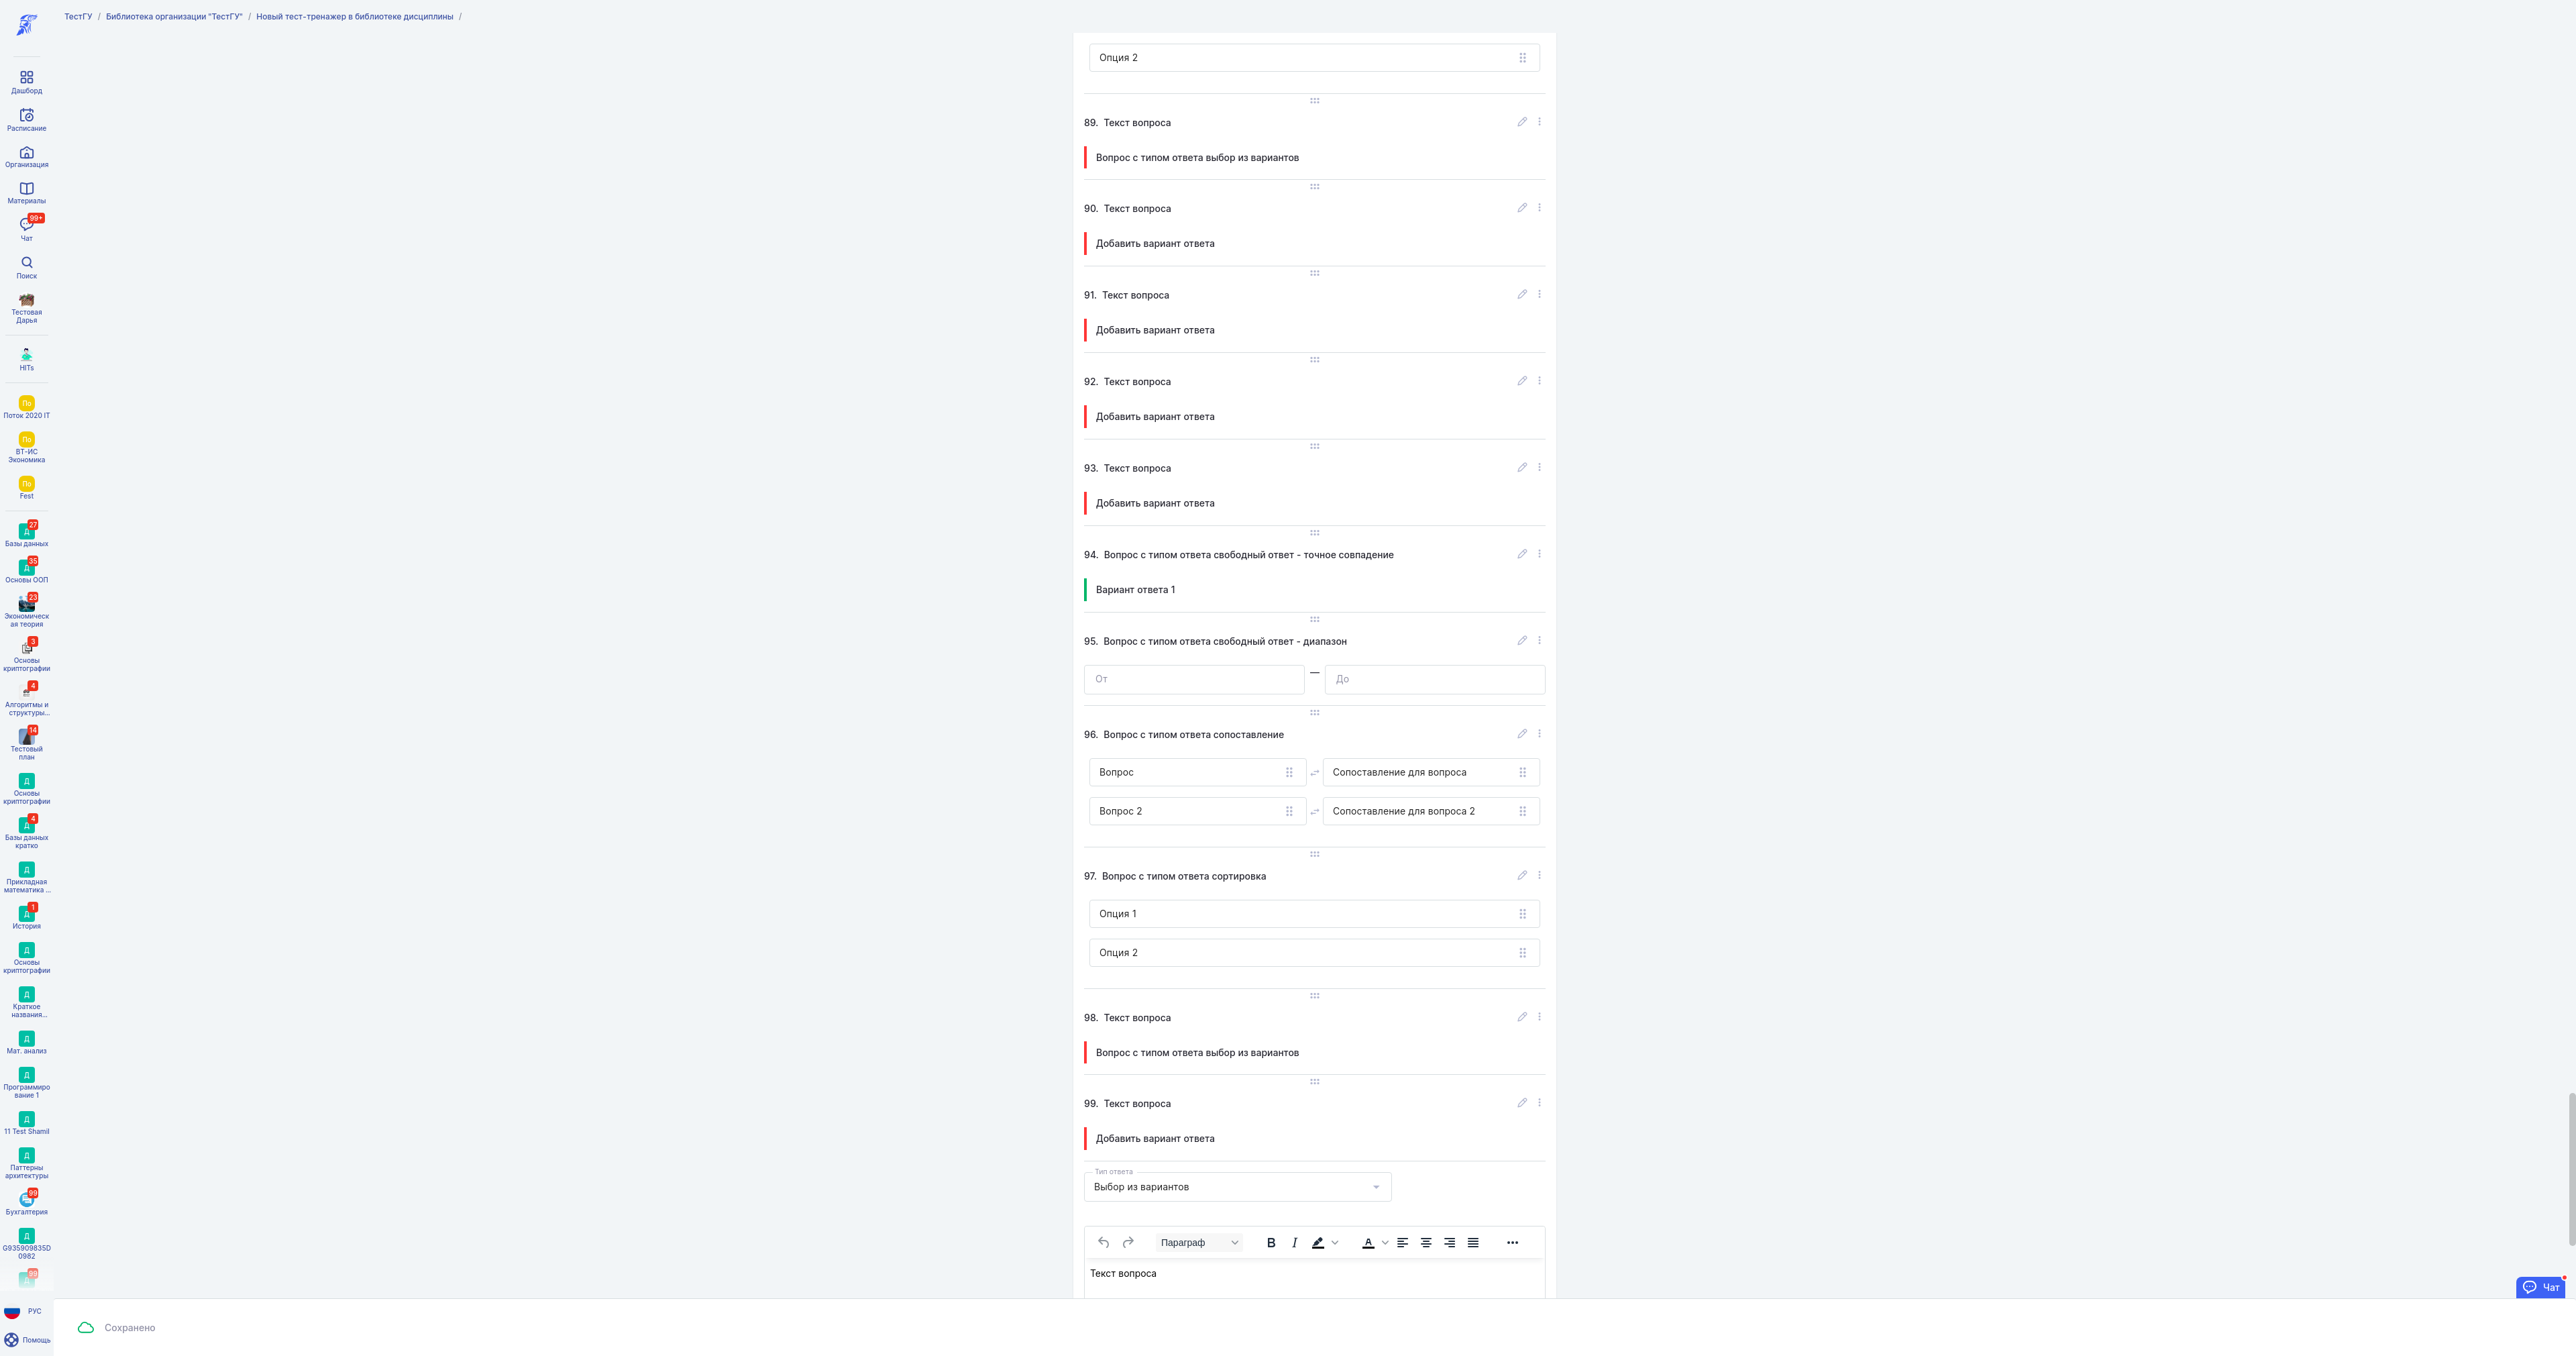 ТестГУ / Библиотека организации "ТестГУ" / Новый тест-тренажер в библиотеке дисциплины /
Дашборд
Расписание
Организация
Материалы
99+
Чат
Поиск
Тестовая
Дарья
HITs
По
Поток 2020 IT
По
ВТ-ИС
Экономика
По
Fest
27
Д
Базы данных
35
Д
Основы ООП
23
Экономическ
ая теория
3
Основы
криптографии
4
Алгоритмы и
структуры...
14
Тестовый
план
Д
Основы
криптографии
4
Д
Базы данных
кратко
Д
Прикладная
математика ...
1
Д
История
Д
Основы
криптографии
Д
Краткое
названия...
Д
Мат. анализ
Д
Программиро
вание 1
Д
11 Test Shamil
Д
Паттерны
архитектуры
99
Бухгалтерия
Д
G935909835D
0982
99
Д
РУС
Помощь
Опция 2
89. Текст вопроса
Вопрос с типом ответа выбор из вариантов
90. Текст вопроса
Добавить вариант ответа
91. Текст вопроса
Добавить вариант ответа
92. Текст вопроса
Добавить вариант ответа
93. Текст вопроса
Добавить вариант ответа
94. Вопрос с типом ответа свободный ответ - точное совпадение
Вариант ответа 1
95. Вопрос с типом ответа свободный ответ - диапазон
От — До
96. Вопрос с типом ответа сопоставление
Вопрос Сопоставление для вопроса
Вопрос 2 Сопоставление для вопроса 2
97. Вопрос с типом ответа сортировка
Опция 1
Опция 2
98. Текст вопроса
Вопрос с типом ответа выбор из вариантов
99. Текст вопроса
Добавить вариант ответа
Тип ответа
Выбор из вариантов
Параграф B I A
Текст вопроса
Чат
Сохранено